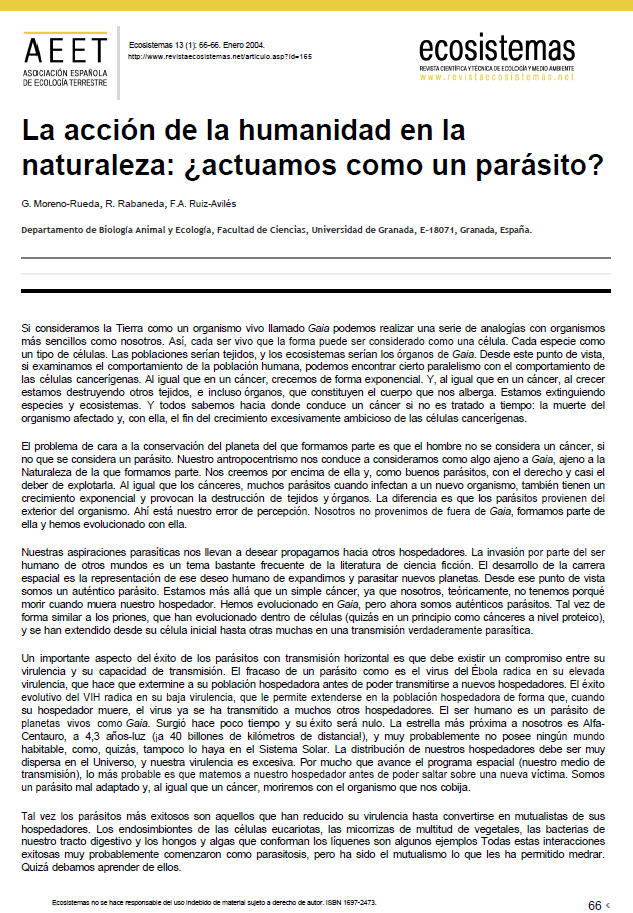 AEET
ASOCIACIÓN ESPAÑOLA
DE ECOLOGÍA TERRESTRE
Ecosistemas 13 (1): 66-66. Enero 2004.
http://www.revistaecosistemas.net/articulo.asp?Id=165
ecosistemas
REVISTA CIENTÍFICA Y TÉCNICA DE ECOLOGÍA Y MEDIO AMBIENTE
www.revistaecosistemas.net
La acción de la humanidad en la
naturaleza: ¿actuamos como un parásito?
G. Moreno-Rueda, R. Rabaneda, F.A. Ruiz-Avilés
Departamento de Biología Animal y Ecología, Facultad de Ciencias, Universidad de Granada, E-18071, Granada, España.
Si consideramos la Tierra como un organismo vivo llamado Gaia podemos realizar una serie de analogías con organismos
más sencillos como nosotros. Así, cada ser vivo que la forma puede ser considerado como una célula. Cada especie como
un tipo de células. Las poblaciones serían tejidos, y los ecosistemas serían los órganos de Gaia. Desde este punto de vista,
si examinamos el comportamiento de la población humana, podemos encontrar cierto paralelismo con el comportamiento de
las células cancerígenas. Al igual que en un cáncer, crecemos de forma exponencial. Y, al igual que en un cáncer, al crecer
estamos destruyendo otros tejidos, e incluso órganos, que constituyen el cuerpo que nos alberga. Estamos extinguiendo
especies y ecosistemas. Y todos sabemos hacia donde conduce un cáncer si no es tratado a tiempo: la muerte del
organismo afectado y, con ella, el fin del crecimiento excesivamente ambicioso de las células cancerígenas.
El problema de cara a la conservación del planeta del que formamos parte es que el hombre no se considera un cáncer, si
no que se considera un parásito. Nuestro antropocentrismo nos conduce a considerarnos como algo ajeno a Gaia, ajeno a la
Naturaleza de la que formamos parte. Nos creemos por encima de ella y, como buenos parásitos, con el derecho y casi el
deber de explotarla. Al igual que los cánceres, muchos parásitos cuando infectan a un nuevo organismo, también tienen un
crecimiento exponencial y provocan la destrucción de tejidos y órganos. La diferencia es que los parásitos provienen del
exterior del organismo. Ahí está nuestro error de percepción. Nosotros no provenimos de fuera de Gaia, formamos parte de
ella y hemos evolucionado con ella.
Nuestras aspiraciones parasíticas nos llevan a desear propagarnos hacia otros hospedadores. La invasión por parte del ser
humano de otros mundos es un tema bastante frecuente de la literatura de ciencia ficción. El desarrollo de la carrera
espacial es la representación de ese deseo humano de expandirnos y parasitar nuevos planetas. Desde ese punto de vista
somos un auténtico parásito. Estamos más allá que un simple cáncer, ya que nosotros, teóricamente, no tenemos porqué
morir cuando muera nuestro hospedador. Hemos evolucionado en Gaia, pero ahora somos auténticos parásitos. Tal vez de
forma similar a los priones, que han evolucionado dentro de células (quizás en un principio como cánceres a nivel proteico),
y se han extendido desde su célula inicial hasta otras muchas en una transmisión verdaderamente parasítica.
Un importante aspecto del éxito de los parásitos con transmisión horizontal es que debe existir un compromiso entre su
virulencia y su capacidad de transmisión. El fracaso de un parásito como es el virus del Ébola radica en su elevada
virulencia, que hace que extermine a su población hospedadora antes de poder transmitirse a nuevos hospedadores. El éxito
evolutivo del VIH radica en su baja virulencia, que le permite extenderse en la población hospedadora de forma que, cuando
su hospedador muere, el virus ya se ha transmitido a muchos otros hospedadores. El ser humano es un parásito de
planetas vivos como Gaia. Surgió hace poco tiempo y su éxito será nulo. La estrella más próxima a nosotros es Alfa-
Centauro, a 4,3 años-luz (¡a 40 billones de kilómetros de distancia!), y muy probablemente no posee ningún mundo
habitable, como, quizás, tampoco lo haya en el Sistema Solar. La distribución de nuestros hospedadores debe ser muy
dispersa en el Universo, y nuestra virulencia es excesiva. Por mucho que avance el programa espacial (nuestro medio de
transmisión), lo más probable es que matemos a nuestro hospedador antes de poder saltar sobre una nueva víctima. Somos
un parásito mal adaptado y, al igual que un cáncer, moriremos con el organismo que nos cobija.
Tal vez los parásitos más exitosos son aquellos que han reducido su virulencia hasta convertirse en mutualistas de sus
hospedadores. Los endosimbiontes de las células eucariotas, las micorrizas de multitud de vegetales, las bacterias de
nuestro tracto digestivo y los hongos y algas que conforman los líquenes son algunos ejemplos Todas estas interacciones
exitosas muy probablemente comenzaron como parasitosis, pero ha sido el mutualismo lo que les ha permitido medrar.
Quizá debamos aprender de ellos.
Ecosistemas no se hace responsable del uso indebido de material sujeto a derecho de autor. ISBN 1697-2473.
66 <